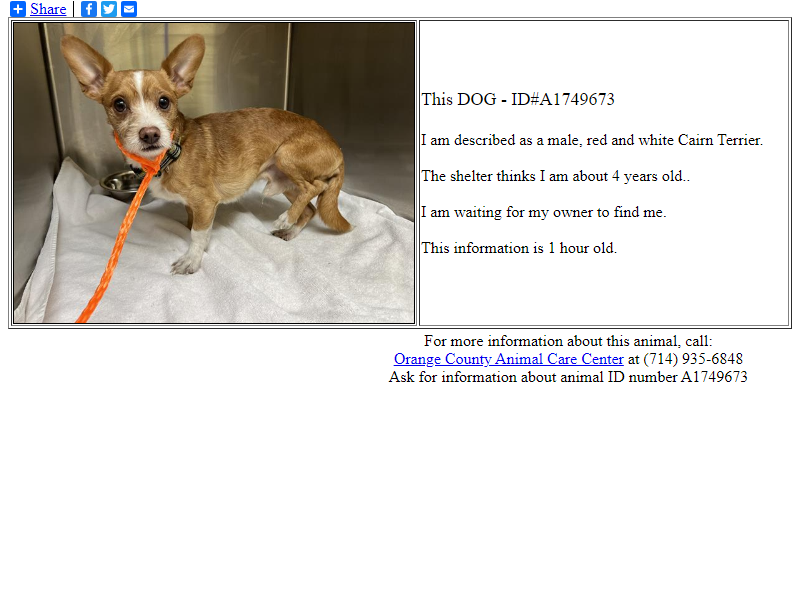 Share |
This DOG - ID#A1749673
I am described as a male, red and white Cairn Terrier.
The shelter thinks I am about 4 years old..
I am waiting for my owner to find me.
This information is 1 hour old.
For more information about this animal, call:
Orange County Animal Care Center at (714) 935-6848
Ask for information about animal ID number A1749673